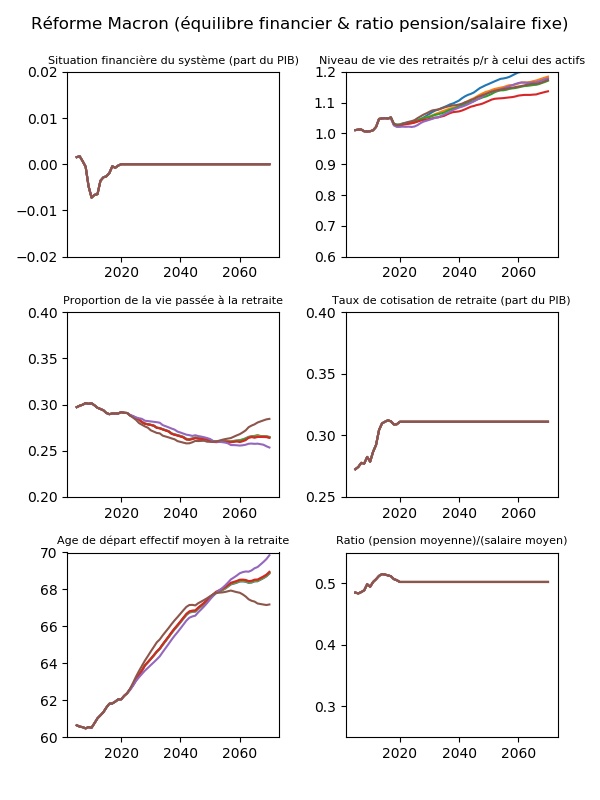 Réforme Macron (équilibre financier & ratio pension/salaire fixe)
Situation financière du système (part du PIB)
0.02
0.01
0.00
−0.01
−0.02
2020 2040 2060
Niveau de vie des retraités p/r à celui des actifs
1.2
1.1
1.0
0.9
0.8
0.7
0.6
2020 2040 2060
Proportion de la vie passée à la retraite
0.40
0.35
0.30
0.25
0.20
2020 2040 2060
Taux de cotisation de retraite (part du PIB)
0.40
0.35
0.30
0.25
2020 2040 2060
Age de départ effectif moyen à la retraite
70
68
66
64
62
60
2020 2040 2060
Ratio (pension moyenne)/(salaire moyen)
0.5
0.4
0.3
2020 2040 2060